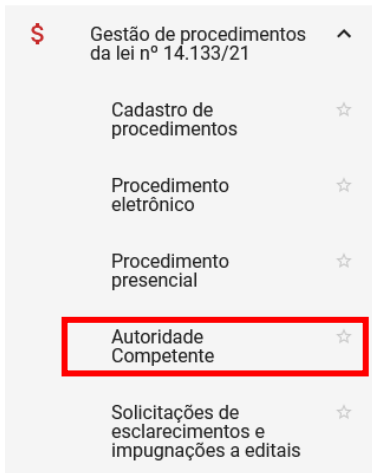 $ Gestão de procedimentos
da lei nº 14.133/21
Cadastro de
procedimentos
Procedimento
eletrônico
Procedimento
presencial
Autoridade
Competente
Solicitações de
esclarecimentos e
impugnações a editais